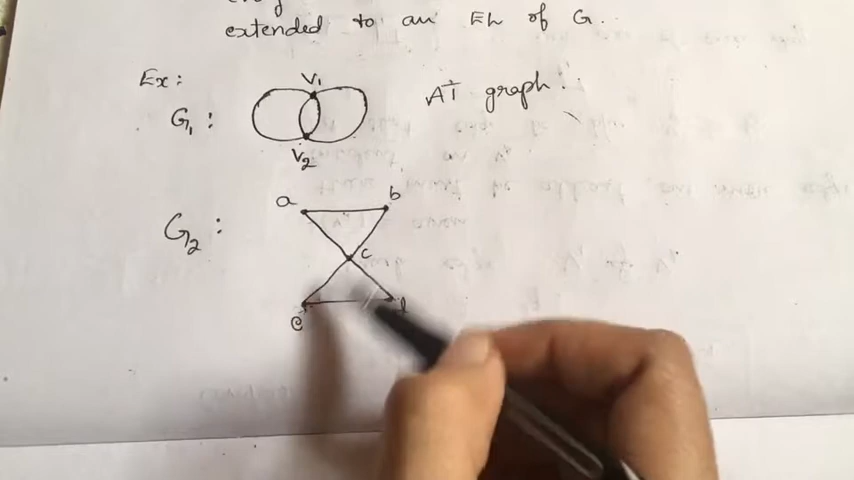 extended to an EL of G.
Ex:
G1 :
V1
V2
AT graph.
G2 :
a
b
c
e
d